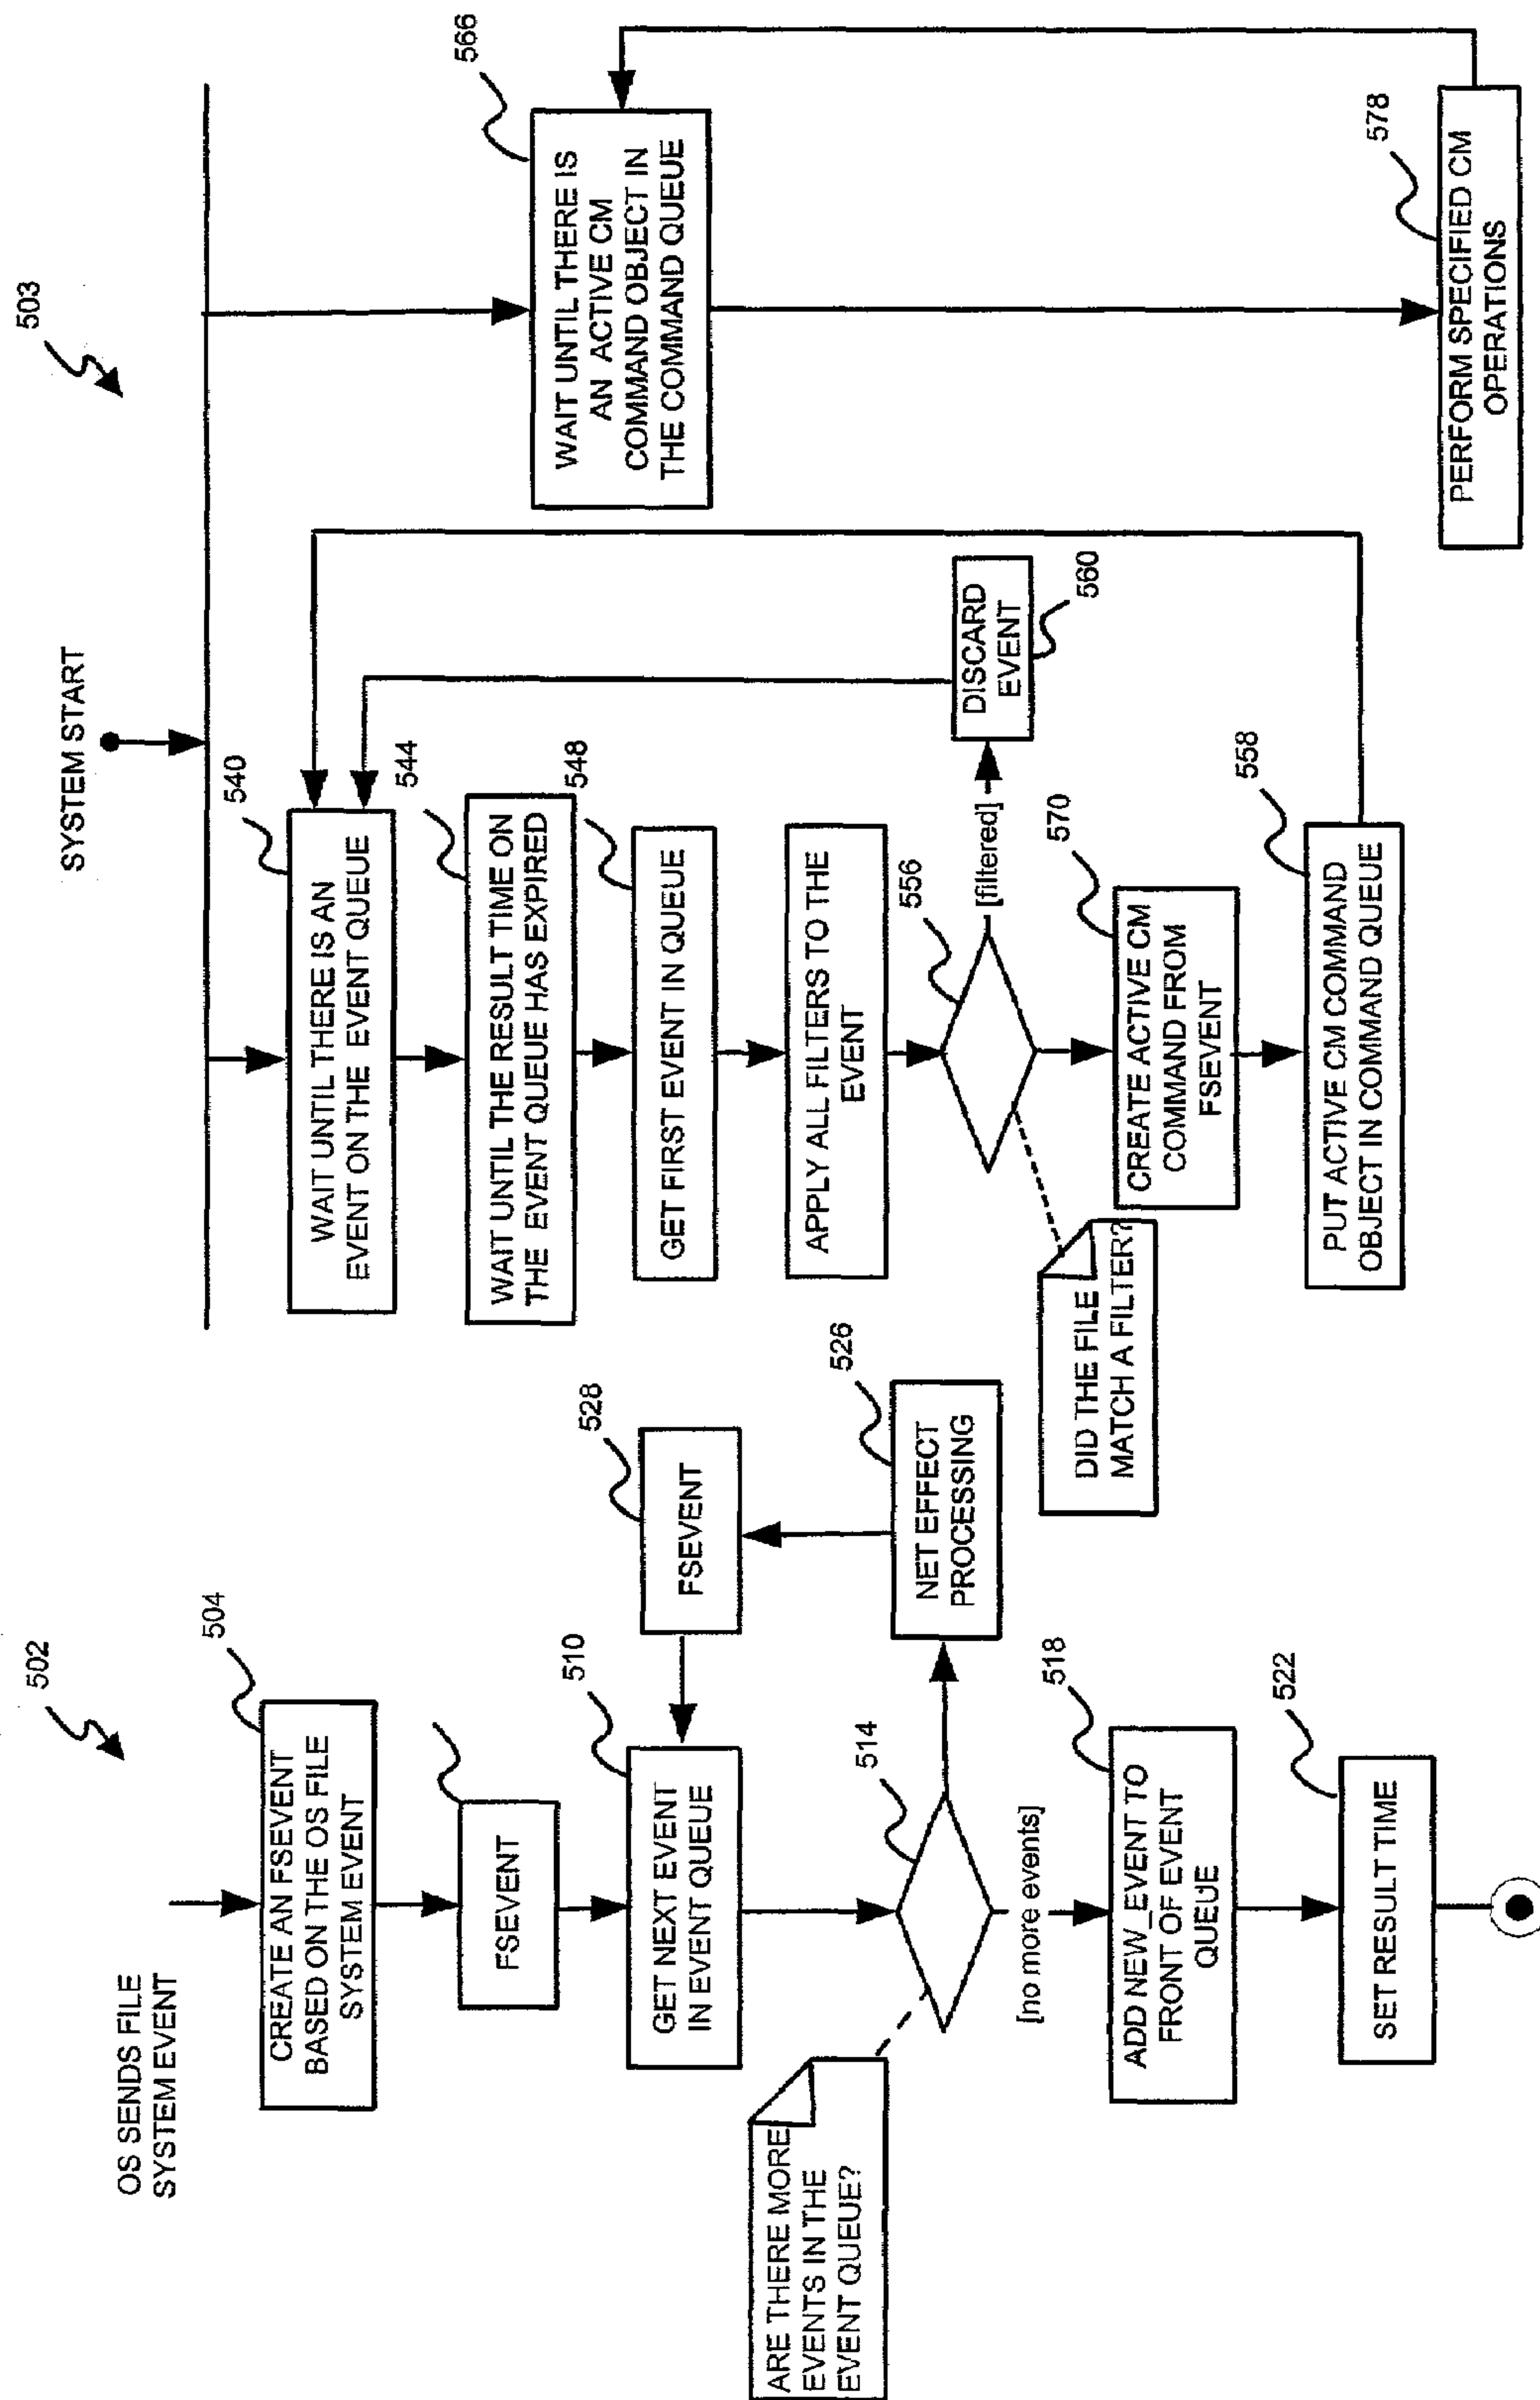 502
OS SENDS FILE
SYSTEM EVENT
504
CREATE AN FSEVENT
BASED ON THE OS FILE
SYSTEM EVENT
FSEVENT
528
FSEVENT
510
GET NEXT EVENT
IN EVENT QUEUE
526
NET EFFECT
PROCESSING
514
ARE THERE MORE
EVENTS IN THE
EVENT QUEUE?
[no more events]
518
ADD NEW_EVENT TO
FRONT OF EVENT
QUEUE
522
SET RESULT TIME
503
SYSTEM START
540
WAIT UNTIL THERE IS AN
EVENT ON THE EVENT QUEUE
544
WAIT UNTIL THE RESULT TIME ON
THE EVENT QUEUE HAS EXPIRED
548
GET FIRST EVENT IN QUEUE
APPLY ALL FILTERS TO THE
EVENT
556
[filtered]
DISCARD
EVENT
560
DID THE FILE
MATCH A FILTER?
570
CREATE ACTIVE CM
COMMAND FROM
FSEVENT
558
PUT ACTIVE CM COMMAND
OBJECT IN COMMAND QUEUE
566
WAIT UNTIL THERE IS
AN ACTIVE CM
COMMAND OBJECT IN
THE COMMAND QUEUE
578
PERFORM SPECIFIED CM
OPERATIONS